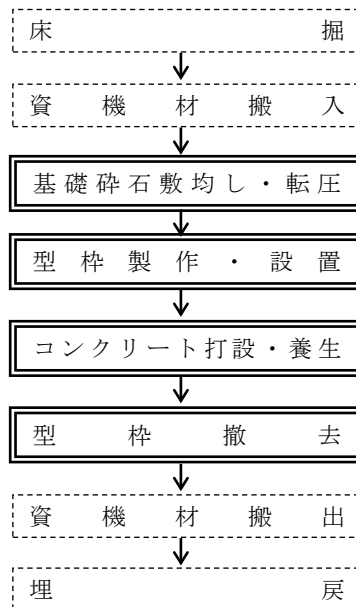 床掘
資機材搬入
基礎砕石敷均し・転圧
型枠製作・設置
コンクリート打設・養生
型枠撤去
資機材搬出
埋戻